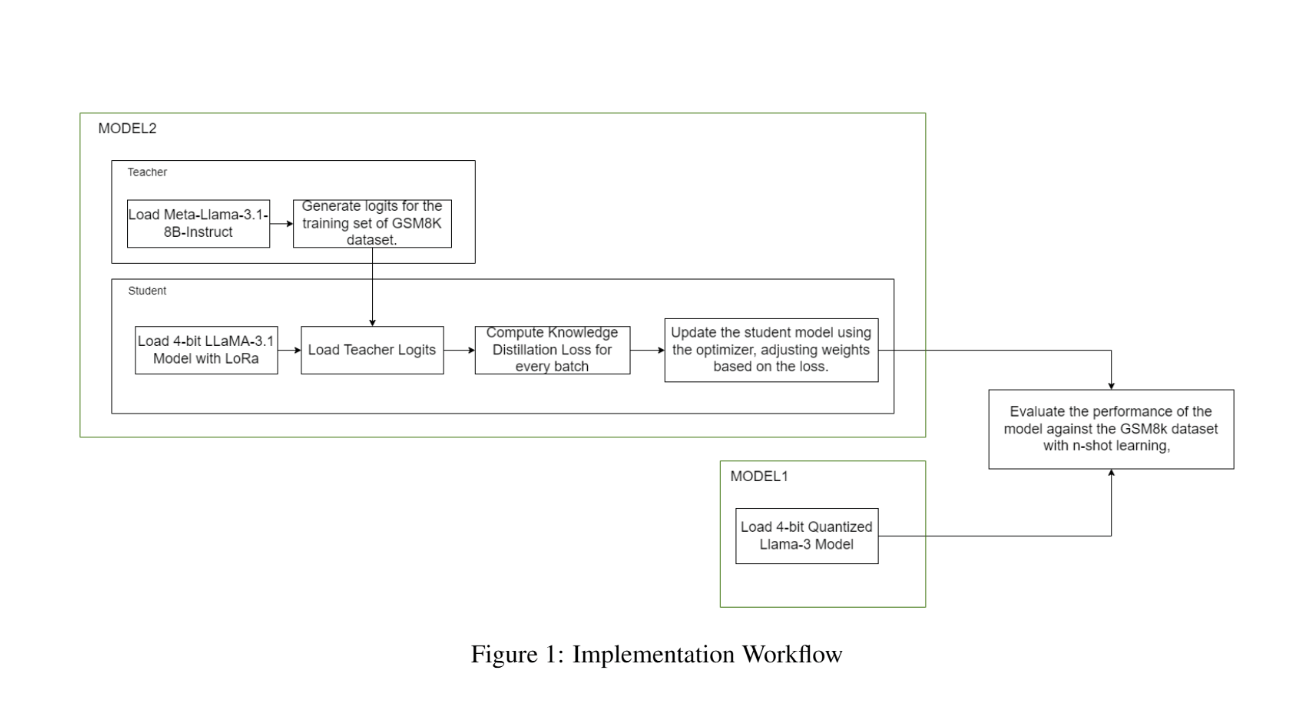 MODEL2
Teacher
Load Meta-Llama-3.1-
8B-Instruct
Generate logits for the
training set of GSM8K
dataset.
Student
Load 4-bit LLaMA-3.1
Model with LoRa
Load Teacher Logits
Compute Knowledge
Distillation Loss for
every batch
Update the student model using
the optimizer, adjusting weights
based on the loss.
Evaluate the performance of the
model against the GSM8k dataset
with n-shot learning,
MODEL1
Load 4-bit Quantized
Llama-3 Model
Figure 1: Implementation Workflow